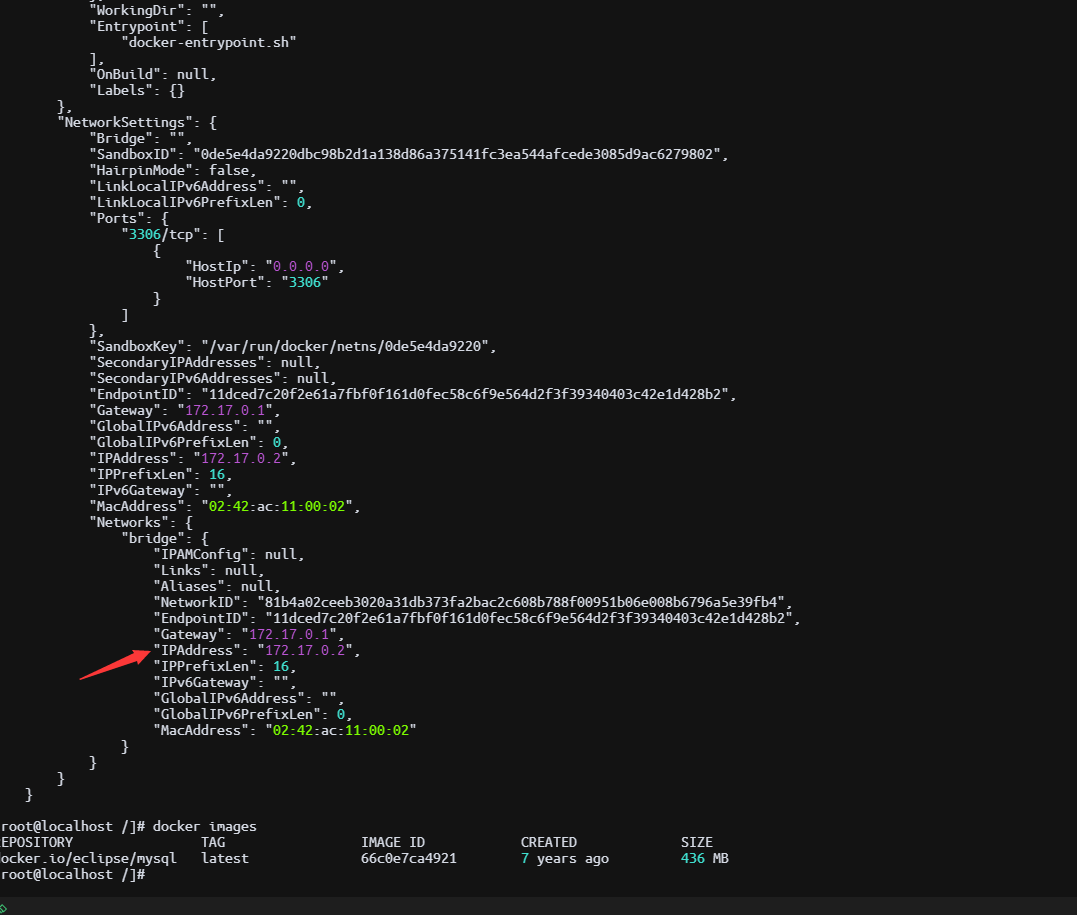 "WorkingDir": "",
"Entrypoint": [
"docker-entrypoint.sh"
],
"OnBuild": null,
"Labels": {}
},
"NetworkSettings": {
"Bridge": "",
"SandboxID": "0de5e4da9220dbc98b2d1a138d86a375141fc3ea544afcede3085d9ac6279802",
"HairpinMode": false,
"LinkLocalIPv6Address": "",
"LinkLocalIPv6PrefixLen": 0,
"Ports": {
"3306/tcp": [
{
"HostIp": "0.0.0.0",
"HostPort": "3306"
}
]
},
"SandboxKey": "/var/run/docker/netns/0de5e4da9220",
"SecondaryIPAddresses": null,
"SecondaryIPv6Addresses": null,
"EndpointID": "11dced7c20f2e61a7fbf0f161d0fec58c6f9e564d2f3f39340403c42e1d428b2",
"Gateway": "172.17.0.1",
"GlobalIPv6Address": "",
"GlobalIPv6PrefixLen": 0,
"IPAddress": "172.17.0.2",
"IPPrefixLen": 16,
"IPv6Gateway": "",
"MacAddress": "02:42:ac:11:00:02",
"Networks": {
"bridge": {
"IPAMConfig": null,
"Links": null,
"Aliases": null,
"NetworkID": "81b4a02ceeb3020a31db373fa2bac2c608b788f00951b06e008b6796a5e39fb4",
"EndpointID": "11dced7c20f2e61a7fbf0f161d0fec58c6f9e564d2f3f39340403c42e1d428b2",
"Gateway": "172.17.0.1",
"IPAddress": "172.17.0.2",
"IPPrefixLen": 16,
"IPv6Gateway": "",
"GlobalIPv6Address": "",
"GlobalIPv6PrefixLen": 0,
"MacAddress": "02:42:ac:11:00:02"
}
}
}
}
root@localhost /]# docker images
EPOSITORY TAG IMAGE ID CREATED SIZE
ocker.io/eclipse/mysql latest 66c0e7ca4921 7 years ago 436 MB
root@localhost /]#